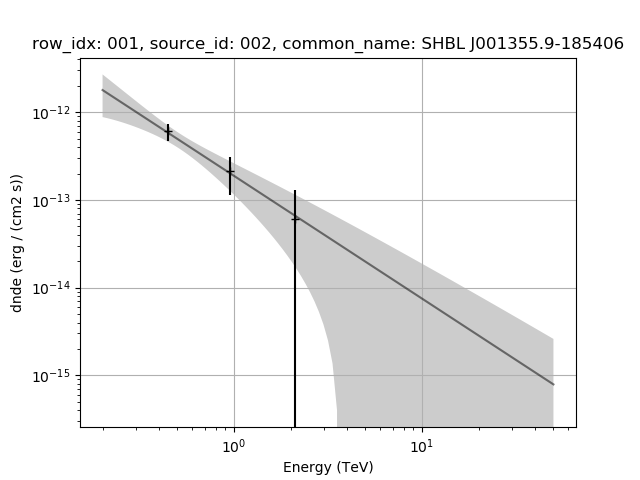 row_idx: 001, source_id: 002, common_name: SHBL J001355.9-185406
dnde (erg / (cm2 s))
10⁻¹²
10⁻¹³
10⁻¹⁴
10⁻¹⁵
10⁰ 10¹
Energy (TeV)